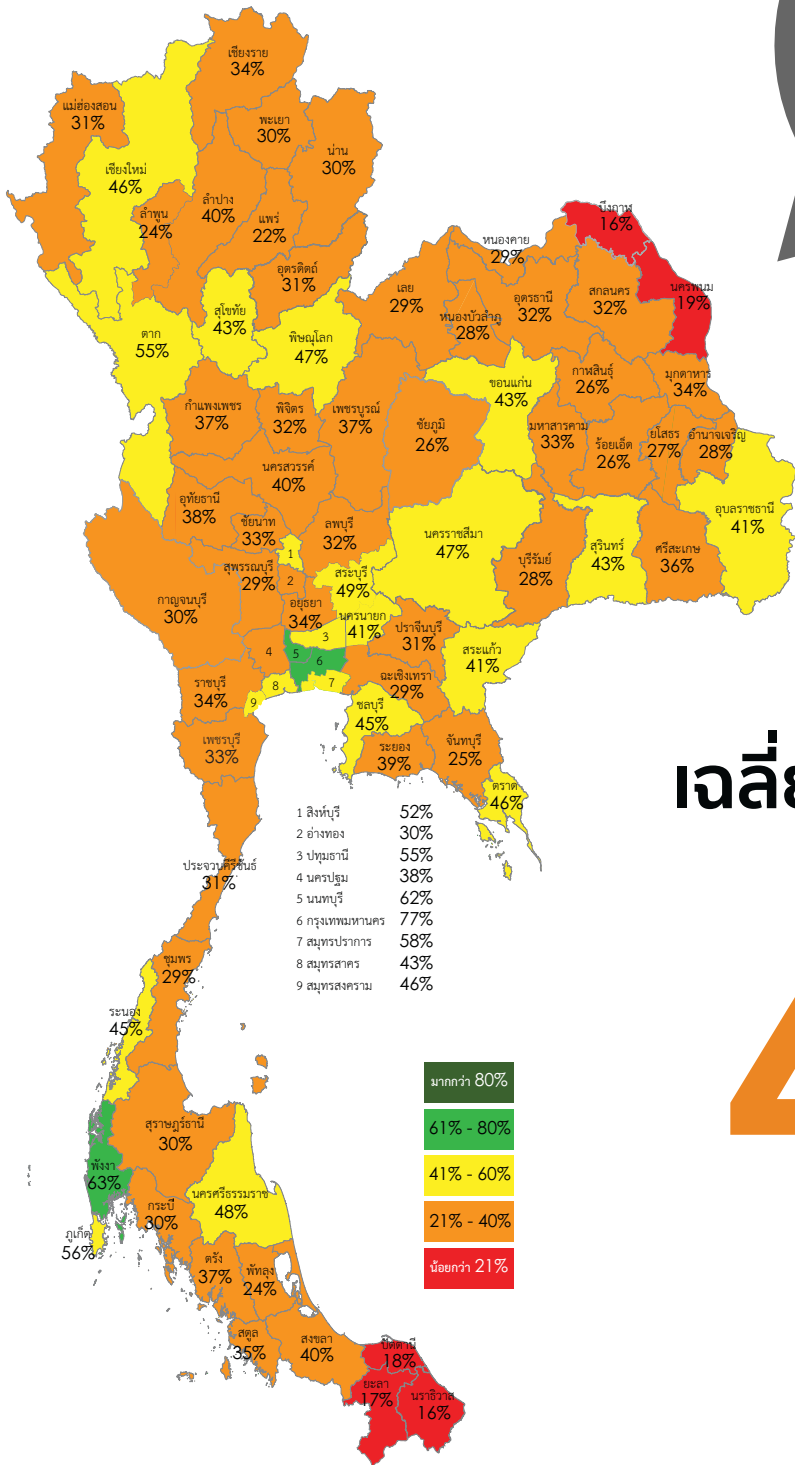 เชียงราย
34%
แม่ฮ่องสอน
31%
พะเยา
30%
น่าน
30%
เชียงใหม่
46%
ลำปาง
40%
ลำพูน
24%
แพร่
22%
อุตรดิตถ์
31%
บึงกาฬ
16%
หนองคาย
29%
นครพนม
19%
เลย
29%
อุดรธานี
32%
สกลนคร
32%
หนองบัวลำภู
28%
สุโขทัย
43%
ตาก
55%
พิษณุโลก
47%
กาฬสินธุ์
26%
มุกดาหาร
34%
ขอนแก่น
43%
กำแพงเพชร
37%
พิจิตร
32%
เพชรบูรณ์
37%
ชัยภูมิ
26%
มหาสารคาม
33%
ร้อยเอ็ด
26%
ยโสธร
27%
อำนาจเจริญ
28%
นครสวรรค์
40%
อุทัยธานี
38%
ชัยนาท
33%
ลพบุรี
32%
นครราชสีมา
47%
บุรีรัมย์
28%
สุรินทร์
43%
ศรีสะเกษ
36%
อุบลราชธานี
41%
1
สุพรรณบุรี
29%
2
สระบุรี
49%
กาญจนบุรี
30%
อยุธยา
34%
นครนายก
41%
3
ปราจีนบุรี
31%
สระแก้ว
41%
4
5
6
7
8
9
ฉะเชิงเทรา
29%
ราชบุรี
34%
ชลบุรี
45%
เพชรบุรี
33%
ระยอง
39%
จันทบุรี
25%
ตราด
46%
เฉลี่ย
1 สิงห์บุรี 52%
2 อ่างทอง 30%
3 ปทุมธานี 55%
4 นครปฐม 38%
5 นนทบุรี 62%
6 กรุงเทพมหานคร 77%
7 สมุทรปราการ 58%
8 สมุทรสาคร 43%
9 สมุทรสงคราม 46%
ประจวบคีรีขันธ์
31%
ชุมพร
29%
ระนอง
45%
4
มากกว่า 80%
61% - 80%
41% - 60%
21% - 40%
น้อยกว่า 21%
สุราษฎร์ธานี
30%
พังงา
63%
กระบี่
30%
นครศรีธรรมราช
48%
ภูเก็ต
56%
ตรัง
37%
พัทลุง
24%
สตูล
35%
สงขลา
40%
ปัตตานี
18%
ยะลา
17%
นราธิวาส
16%